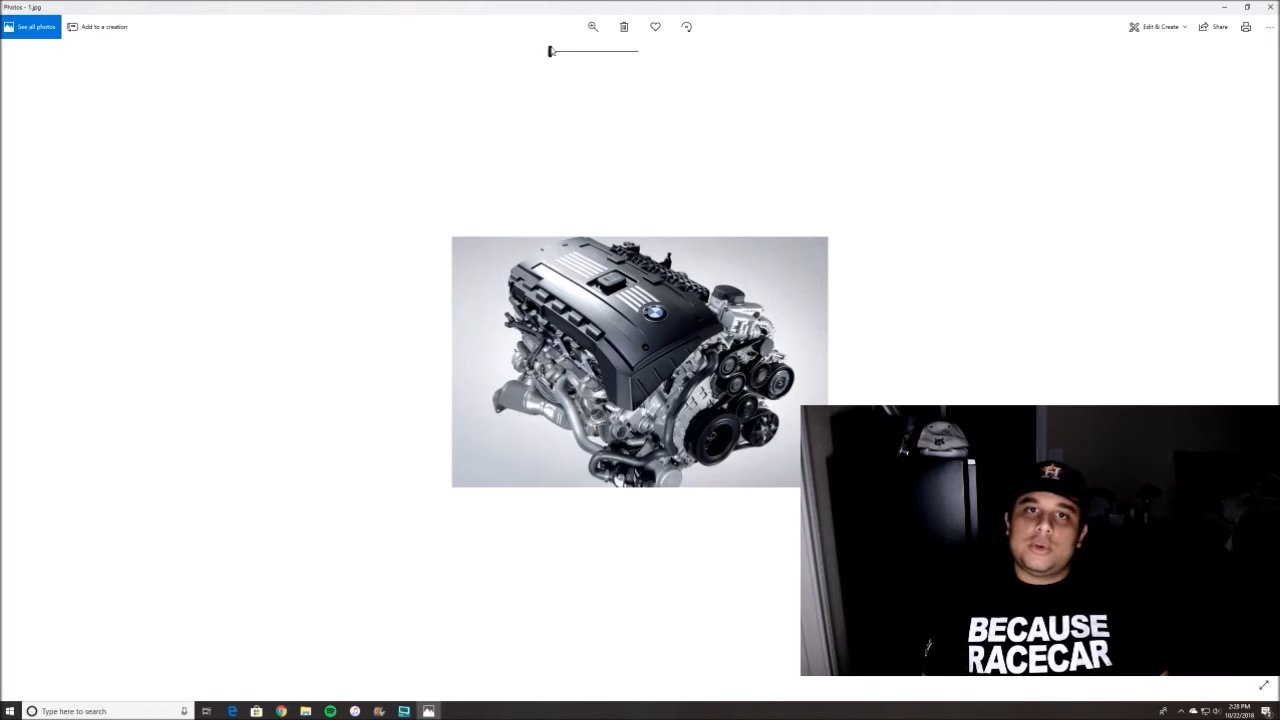 Photos - 1.jpg
See all photos
Add to a creation
Edit & Create
Share
BECAUSE
RACECAR
Type here to search
2:28 PM
10/22/2018